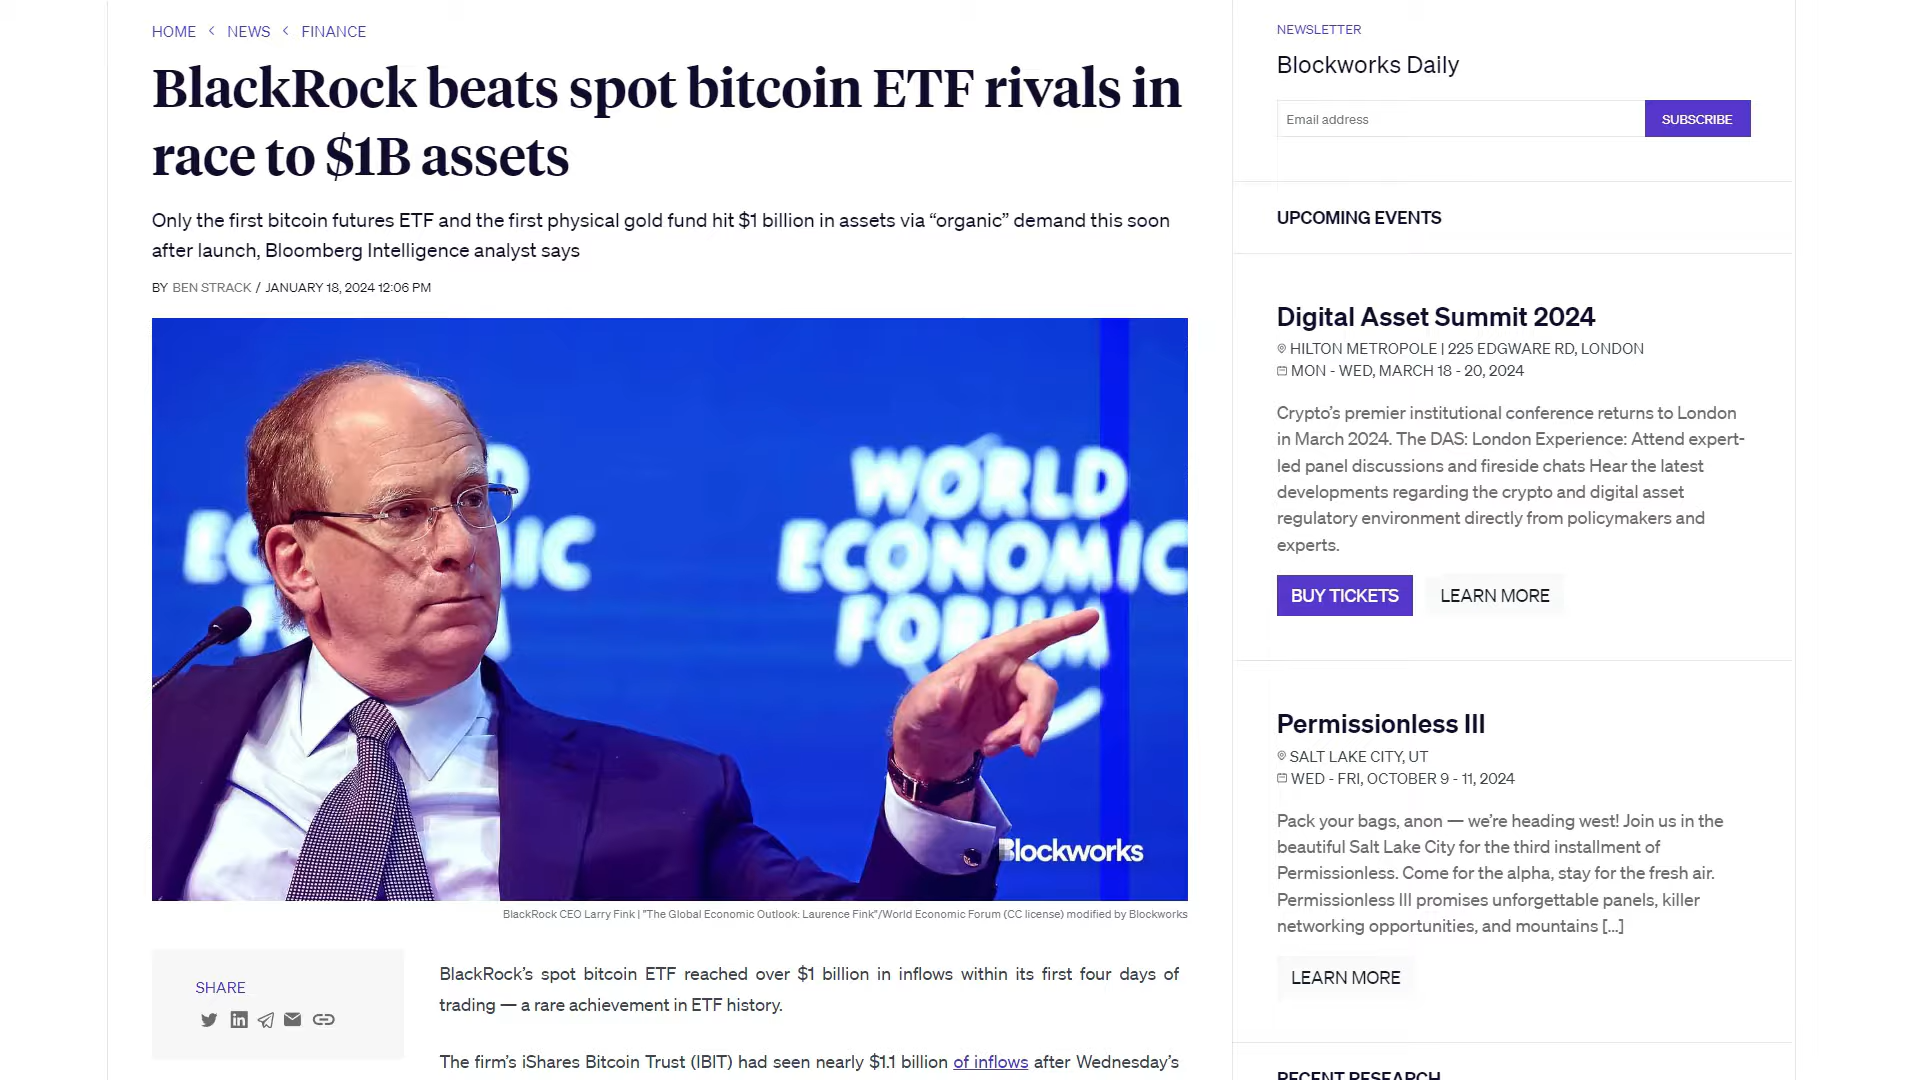 HOME < NEWS < FINANCE
BlackRock beats spot bitcoin ETF rivals in
race to $1B assets
Only the first bitcoin futures ETF and the first physical gold fund hit $1 billion in assets via “organic” demand this soon
after launch, Bloomberg Intelligence analyst says
BY BEN STRACK / JANUARY 18, 2024 12:06 PM
WORLD
ECONOMIC
FORUM
Blockworks
BlackRock CEO Larry Fink | "The Global Economic Outlook: Laurence Fink"/World Economic Forum (CC license) modified by Blockworks
SHARE
BlackRock’s spot bitcoin ETF reached over $1 billion in inflows within its first four days of
trading — a rare achievement in ETF history.
The firm’s iShares Bitcoin Trust (IBIT) had seen nearly $1.1 billion of inflows after Wednesday’s
NEWSLETTER
Blockworks Daily
Email address
SUBSCRIBE
UPCOMING EVENTS
Digital Asset Summit 2024
HILTON METROPOLE | 225 EDGWARE RD, LONDON
MON - WED, MARCH 18 - 20, 2024
Crypto’s premier institutional conference returns to London
in March 2024. The DAS: London Experience: Attend expert-
led panel discussions and fireside chats Hear the latest
developments regarding the crypto and digital asset
regulatory environment directly from policymakers and
experts.
BUY TICKETS
LEARN MORE
Permissionless III
SALT LAKE CITY, UT
WED - FRI, OCTOBER 9 - 11, 2024
Pack your bags, anon — we’re heading west! Join us in the
beautiful Salt Lake City for the third installment of
Permissionless. Come for the alpha, stay for the fresh air.
Permissionless III promises unforgettable panels, killer
networking opportunities, and mountains [...]
LEARN MORE
RECENT RESEARCH